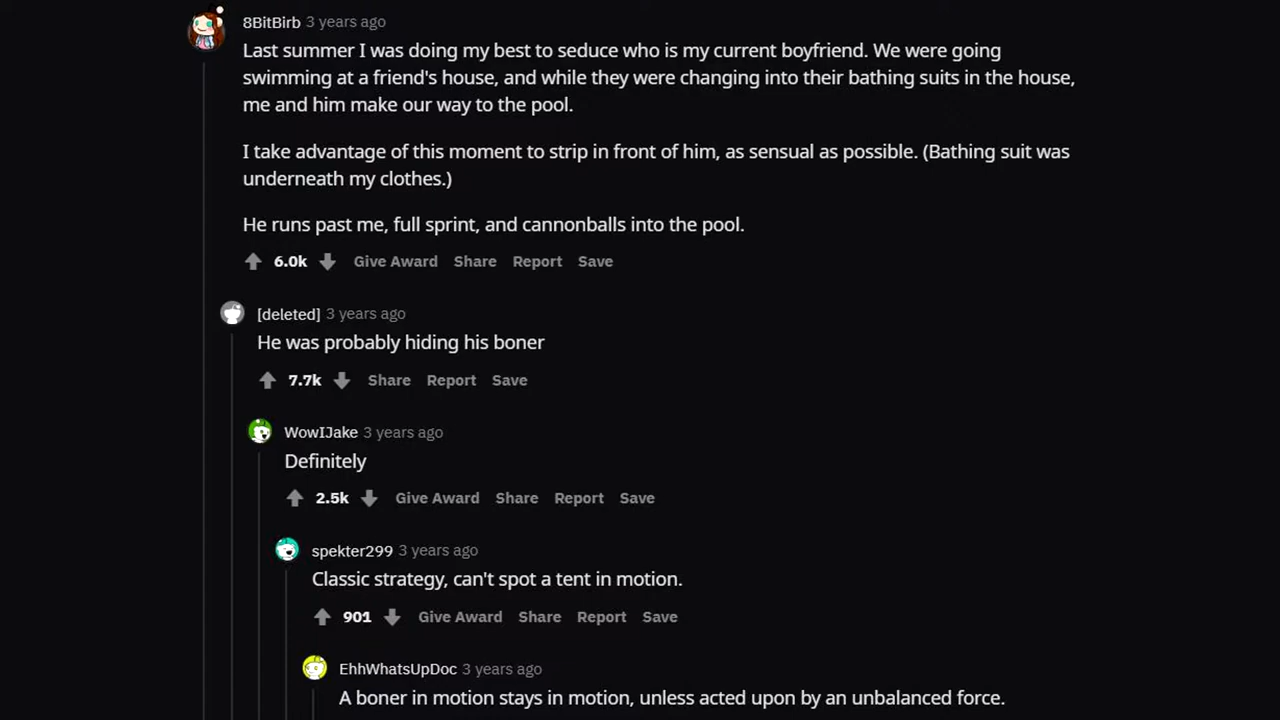 8BitBirb 3 years ago
Last summer I was doing my best to seduce who is my current boyfriend. We were going
swimming at a friend's house, and while they were changing into their bathing suits in the house,
me and him make our way to the pool.
I take advantage of this moment to strip in front of him, as sensual as possible. (Bathing suit was
underneath my clothes.)
He runs past me, full sprint, and cannonballs into the pool.
6.0k Give Award Share Report Save
[deleted] 3 years ago
He was probably hiding his boner
7.7k Share Report Save
WowIJake 3 years ago
Definitely
2.5k Give Award Share Report Save
spekter299 3 years ago
Classic strategy, can't spot a tent in motion.
901 Give Award Share Report Save
EhhWhatsUpDoc 3 years ago
A boner in motion stays in motion, unless acted upon by an unbalanced force.